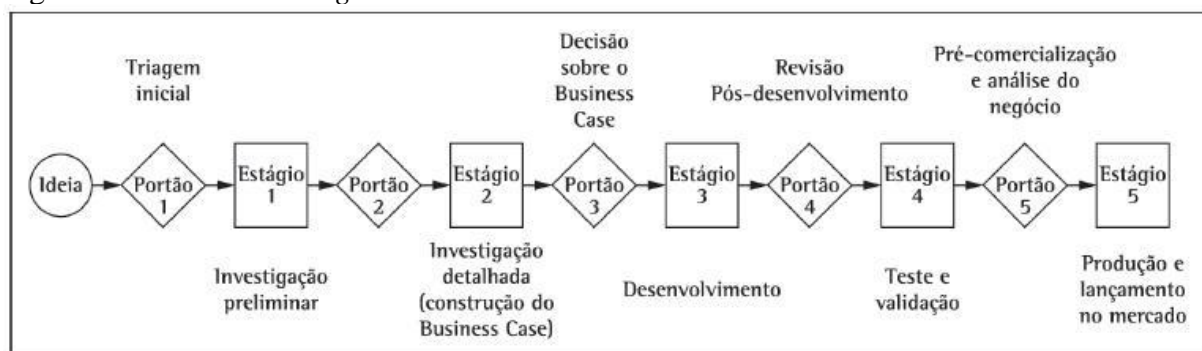 Triagem
inicial
Decisão
sobre o
Business
Case
Revisão
Pós-desenvolvimento
Pré-comercialização
e análise do
negócio
Ideia
Portão
1
Estágio
1
Portão
2
Estágio
2
Portão
3
Estágio
3
Portão
4
Estágio
4
Portão
5
Estágio
5
Investigação
preliminar
Investigação
detalhada
(construção do
Business Case)
Desenvolvimento
Teste e
validação
Produção e
lançamento
no mercado